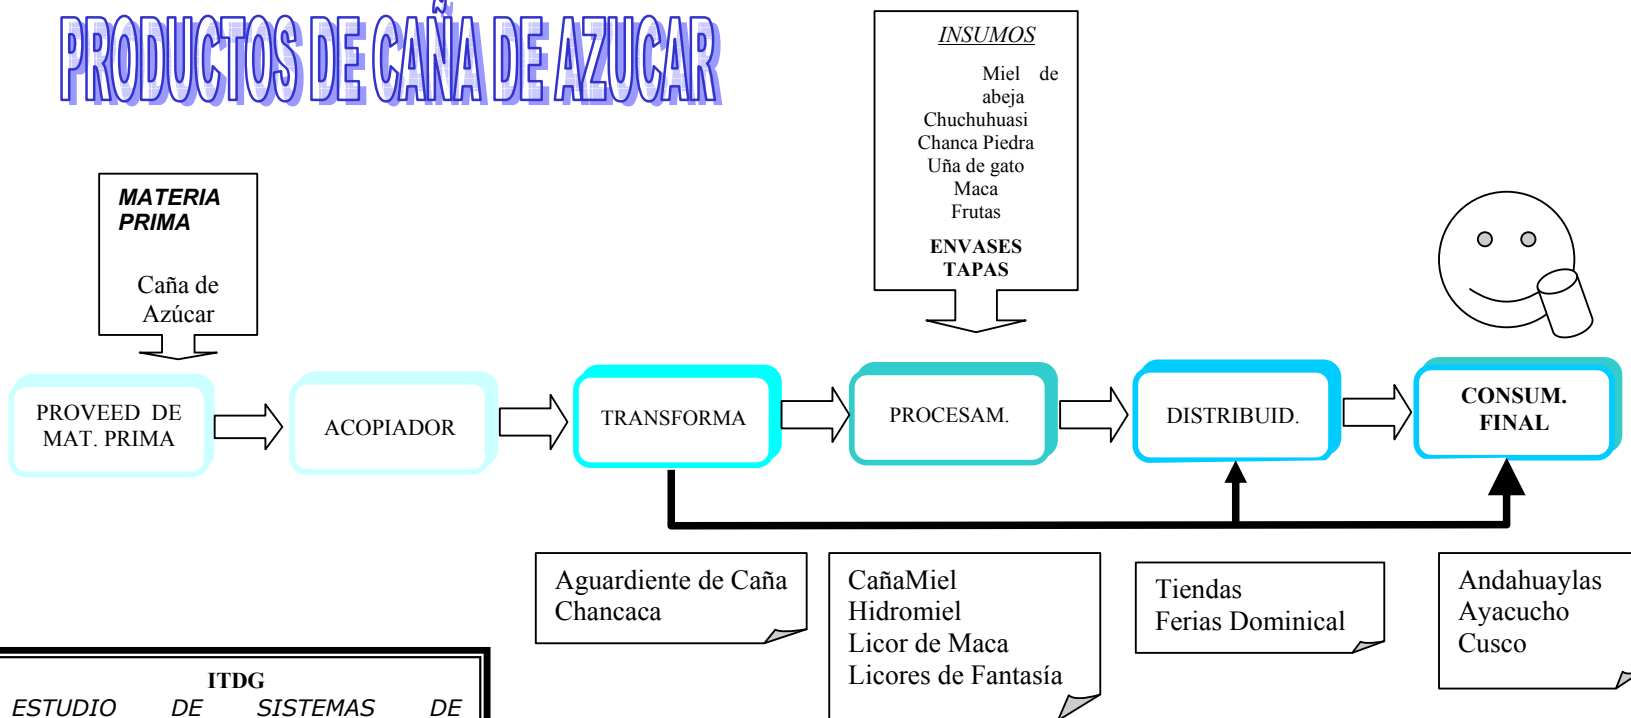 PRODUCTOS DE CAÑA DE AZUCAR
INSUMOS
Miel de
abeja
Chuchuhuasi
Chanca Piedra
Uña de gato
Maca
Frutas
ENVASES
TAPAS
MATERIA
PRIMA
Caña de
Azúcar
PROVEED DE
MAT. PRIMA
ACOPIADOR
TRANSFORMA
PROCESAM.
DISTRIBUID.
CONSUM.
FINAL
Aguardiente de Caña
Chancaca
CañaMiel
Hidromiel
Licor de Maca
Licores de Fantasía
Tiendas
Ferias Dominical
Andahuaylas
Ayacucho
Cusco
ITDG
ESTUDIO DE SISTEMAS DE